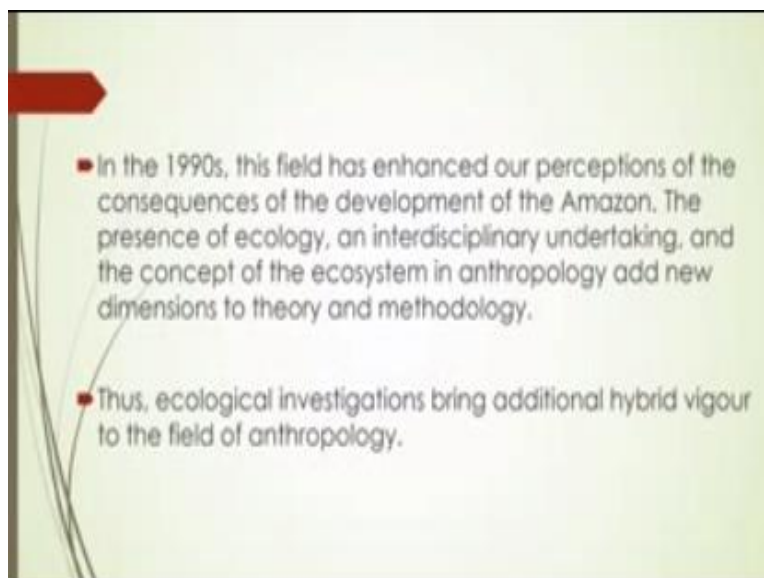 In the 1990s, this field has enhanced our perceptions of the
consequences of the development of the Amazon. The
presence of ecology, an interdisciplinary undertaking, and
the concept of the ecosystem in anthropology add new
dimensions to theory and methodology.
Thus, ecological investigations bring additional hybrid vigour
to the field of anthropology.